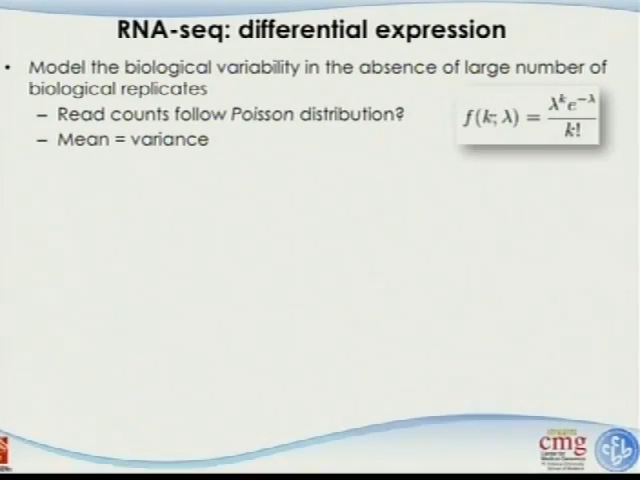 RNA-seq: differential expression
• Model the biological variability in the absence of large number of
biological replicates
– Read counts follow Poisson distribution?
– Mean = variance
f(k; λ) = λ^k e^−λ / k!
cmg